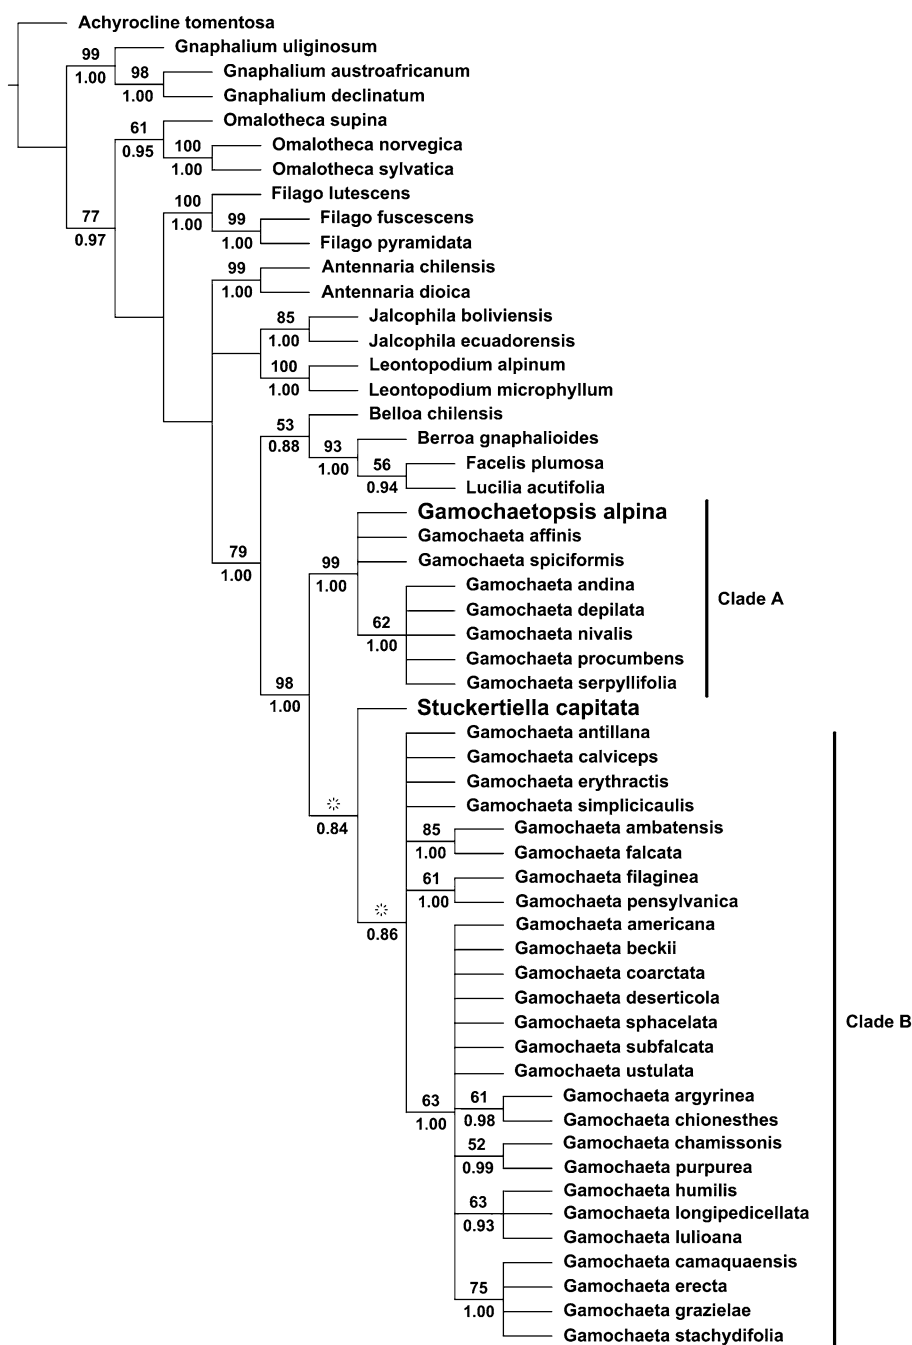 Achyrocline tomentosa
Gnaphalium uliginosum
99
1.00
98
1.00
Gnaphalium austroafricanum
Gnaphalium declinatum
Omalotheca supina
61
0.95
100
1.00
Omalotheca norvegica
Omalotheca sylvatica
Filago lutescens
77
0.97
100
1.00
99
1.00
Filago fuscescens
Filago pyramidata
99
1.00
Antennaria chilensis
Antennaria dioica
85
1.00
Jalcophila boliviensis
Jalcophila ecuadorensis
100
1.00
Leontopodium alpinum
Leontopodium microphyllum
Belloa chilensis
53
0.88
93
1.00
Berroa gnaphalioides
56
0.94
Facelis plumosa
Lucilia acutifolia
Gamochaetopsis alpina
Gamochaeta affinis
79
1.00
99
1.00
Gamochaeta spiciformis
Gamochaeta andina
Clade A
Gamochaeta depilata
62
1.00
Gamochaeta nivalis
Gamochaeta procumbens
Gamochaeta serpyllifolia
98
1.00
Stuckertiella capitata
Gamochaeta antillana
Gamochaeta calviceps
Gamochaeta erythractis
Gamochaeta simplicicaulis
0.84
85
1.00
Gamochaeta ambatensis
Gamochaeta falcata
61
1.00
Gamochaeta filaginea
Gamochaeta pensylvanica
0.86
Gamochaeta americana
Gamochaeta beckii
Gamochaeta coarctata
Gamochaeta deserticola
Gamochaeta sphacelata
Clade B
Gamochaeta subfalcata
Gamochaeta ustulata
63
1.00
61
0.98
Gamochaeta argyrinea
Gamochaeta chionesthes
52
0.99
Gamochaeta chamissonis
Gamochaeta purpurea
63
0.93
Gamochaeta humilis
Gamochaeta longipedicellata
Gamochaeta lulioana
75
1.00
Gamochaeta camaquaensis
Gamochaeta erecta
Gamochaeta grazielae
Gamochaeta stachydifolia